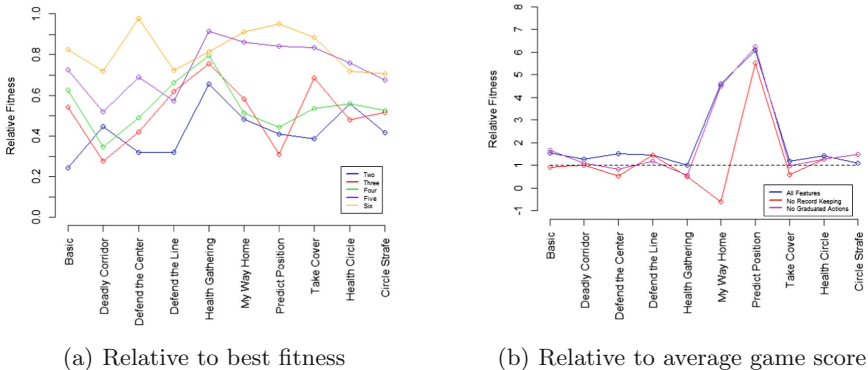 Relative Fitness
1.0
0.8
0.6
0.4
0.2
0.0
Two
Three
Four
Five
Six
Basic
Deadly Corridor
Defend the Center
Defend the Line
Health Gathering
My Way Home
Predict Position
Take Cover
Health Circle
Circle Strafe
(a) Relative to best fitness
Relative Fitness
8
7
6
5
4
3
2
1
0
-1
All Features
No Record Keeping
No Graduated Actions
Basic
Deadly Corridor
Defend the Center
Defend the Line
Health Gathering
My Way Home
Predict Position
Take Cover
Health Circle
Circle Strafe
(b) Relative to average game score